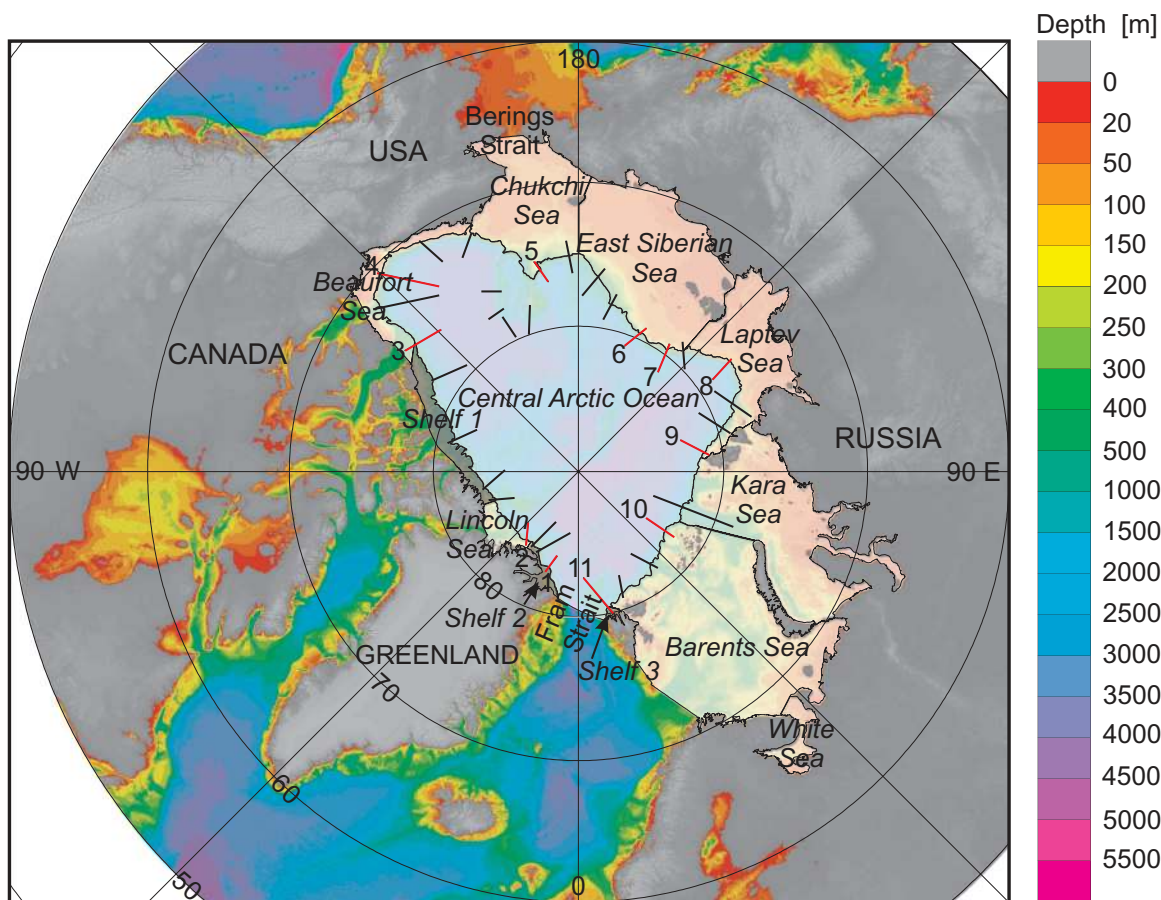 Depth [m]
0
20
50
100
150
200
250
300
400
500
1000
1500
2000
2500
3000
3500
4000
4500
5000
5500
180
Berings
Strait
USA
Chukchi
Sea
5
East Siberian
Sea
4
Beaufort
Sea
3
CANADA
6
7
Laptev
Sea
8
Central Arctic Ocean
Shelf 1
9
RUSSIA
90 W
90 E
Kara
Sea
10
Lincoln
Sea
2
1
11
80
Shelf 2
Fram
Strait
GREENLAND
Shelf 3
Barents Sea
70
White
Sea
60
50
0